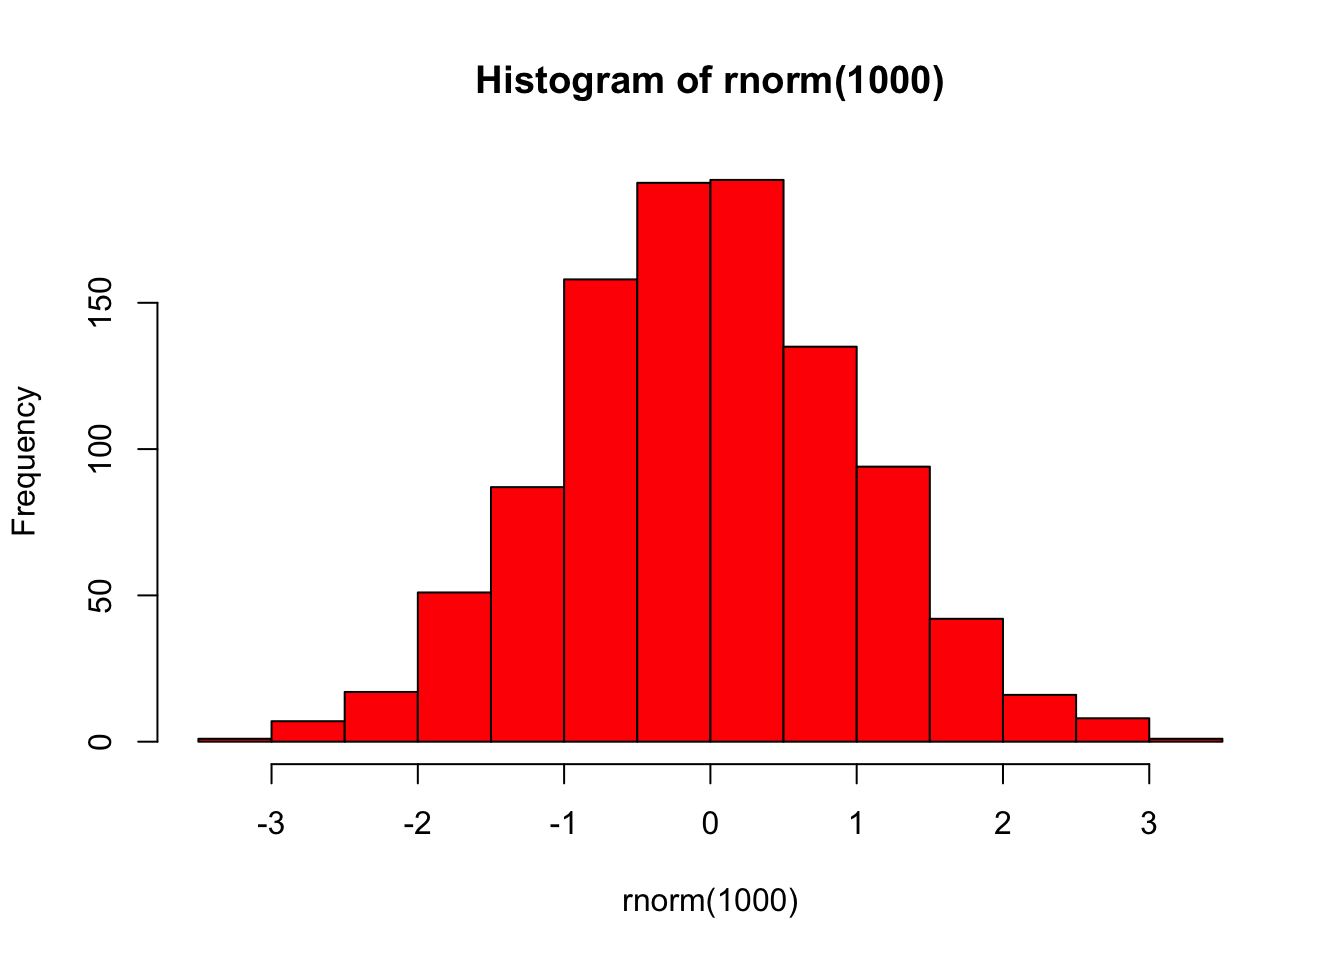 Histogram of rnorm(1000)
Frequency
150
100
50
0
-3 -2 -1 0 1 2 3
rnorm(1000)